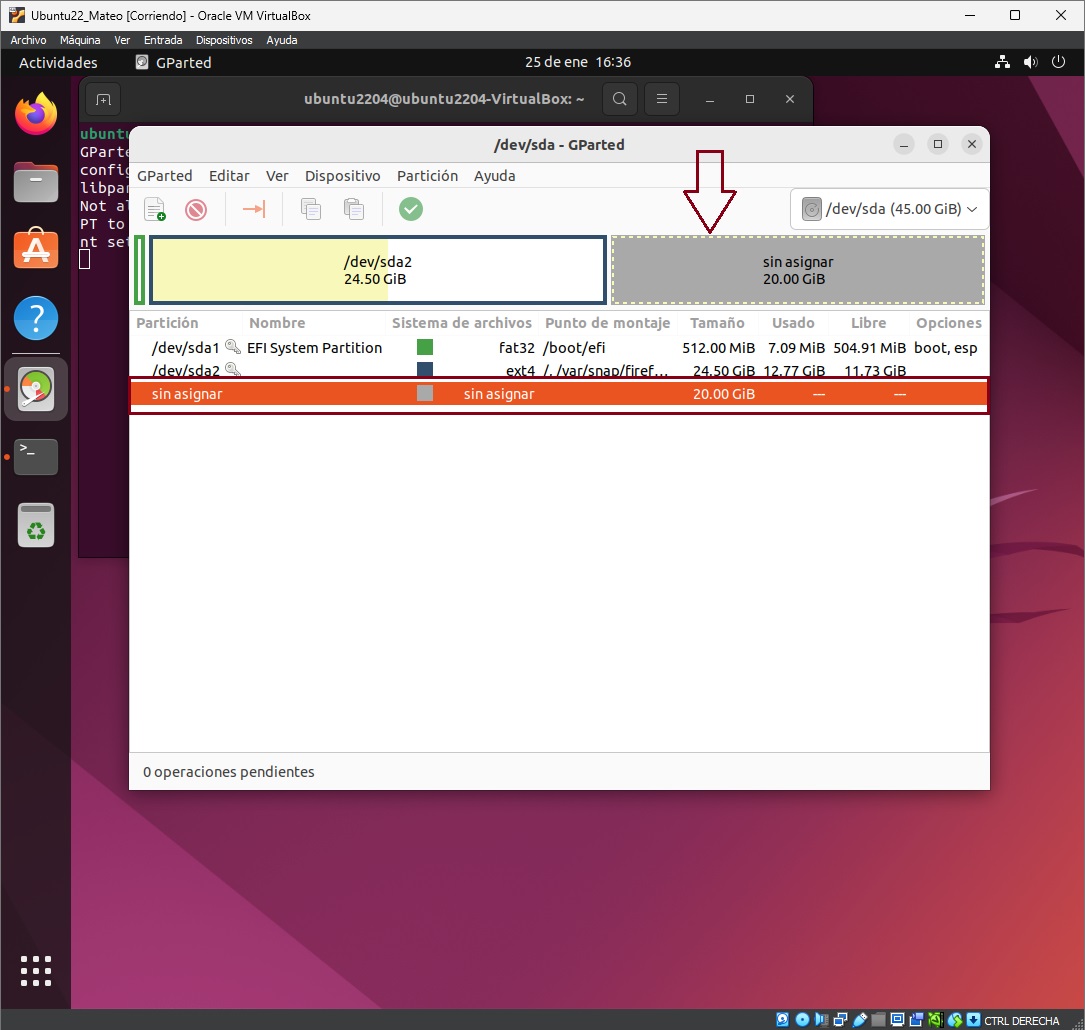 Ubuntu22_Mateo [Corriendo] - Oracle VM VirtualBox
Archivo Máquina Ver Entrada Dispositivos Ayuda
Actividades GParted 25 de ene 16:36
ubuntu2204@ubuntu2204-VirtualBox: ~
GParte
config
libpar
Not al
PT to
nt set
/dev/sda - GParted
GParted Editar Ver Dispositivo Partición Ayuda
/dev/sda (45.00 GiB)
/dev/sda2
24.50 GiB
sin asignar
20.00 GiB
Partición Nombre Sistema de archivos Punto de montaje Tamaño Usado Libre Opciones
/dev/sda1 EFI System Partition fat32 /boot/efi 512.00 MiB 7.09 MiB 504.91 MiB boot, esp
/dev/sda2 ext4 /, /var/snap/firef... 24.50 GiB 12.77 GiB 11.73 GiB
sin asignar sin asignar 20.00 GiB — —
0 operaciones pendientes
CTRL DERECHA